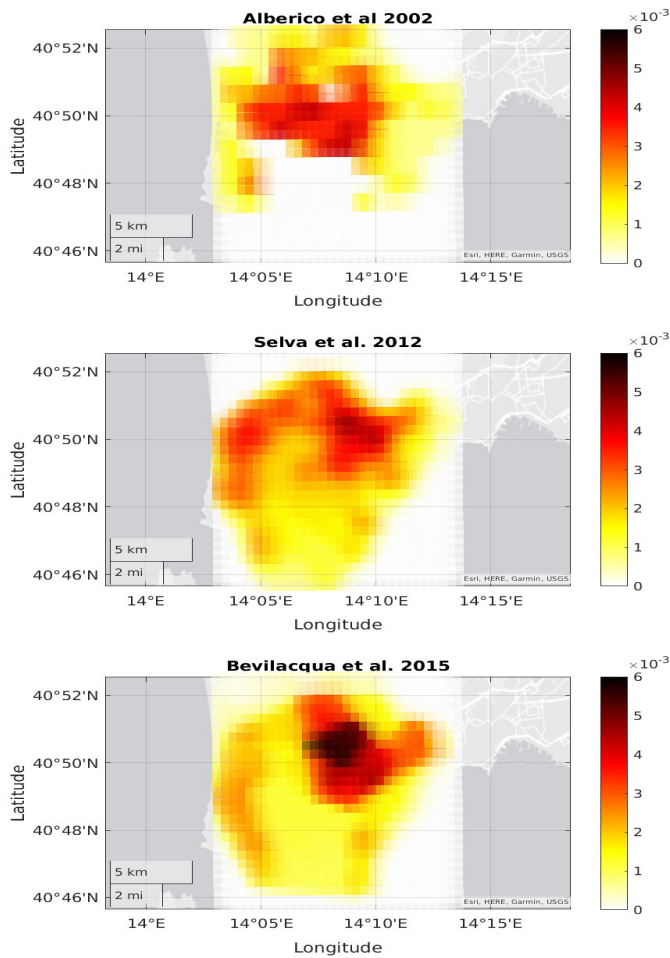 Alberico et al 2002
×10-3
40°52'N
40°50'N
40°48'N
40°46'N
Latitude
5 km
2 mi
Esri, HERE, Garmin, USGS
14°E
14°05'E
14°10'E
14°15'E
Longitude
6
5
4
3
2
1
0
Selva et al. 2012
×10-3
40°52'N
40°50'N
40°48'N
40°46'N
Latitude
5 km
2 mi
Esri, HERE, Garmin, USGS
14°E
14°05'E
14°10'E
14°15'E
Longitude
6
5
4
3
2
1
0
Bevilacqua et al. 2015
×10-3
40°52'N
40°50'N
40°48'N
40°46'N
Latitude
5 km
2 mi
Esri, HERE, Garmin, USGS
14°E
14°05'E
14°10'E
14°15'E
Longitude
6
5
4
3
2
1
0